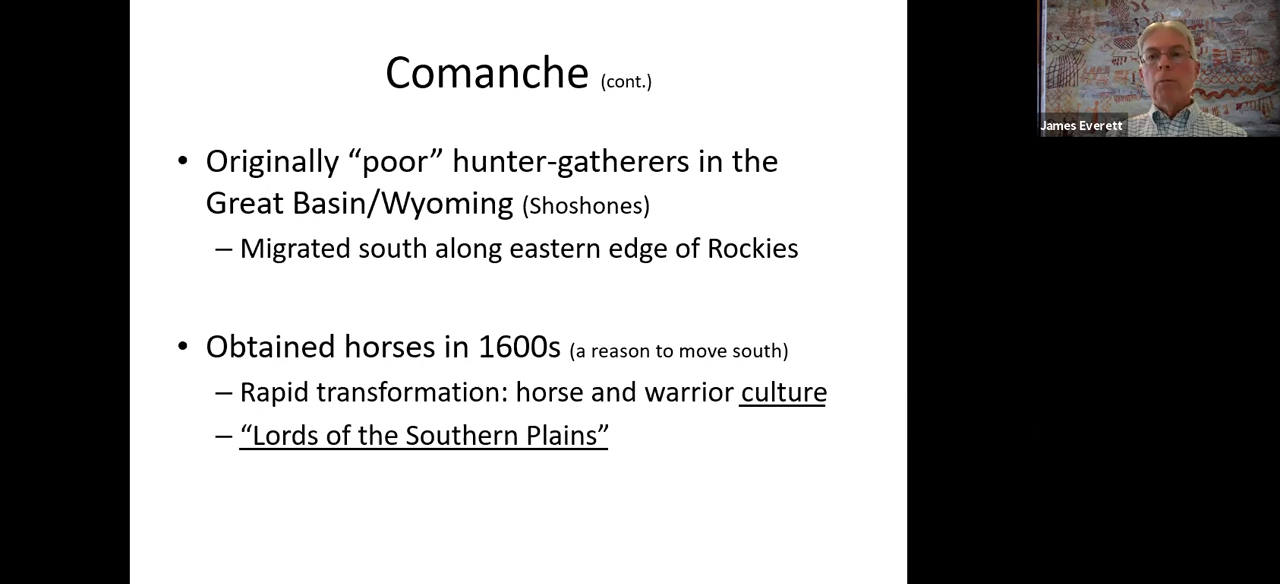 Comanche (cont.)
• Originally “poor” hunter-gatherers in the
Great Basin/Wyoming (Shoshones)
– Migrated south along eastern edge of Rockies
• Obtained horses in 1600s (a reason to move south)
– Rapid transformation: horse and warrior culture
– “Lords of the Southern Plains”
James Everett